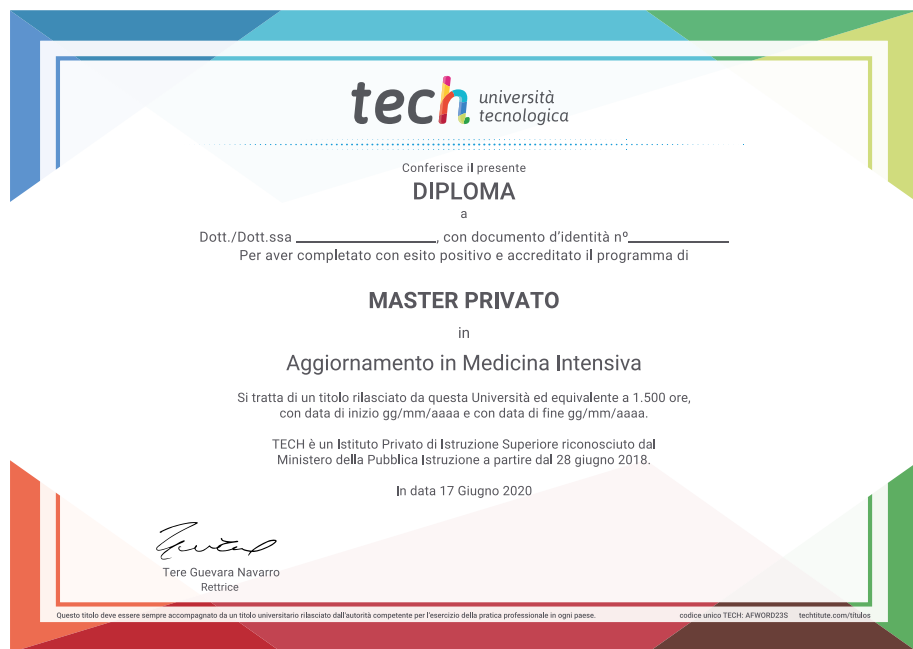 tech università
tecnologica
Conferisce il presente
DIPLOMA
a
Dott./Dott.ssa ________________, con documento d'identità nº____________
Per aver completato con esito positivo e accreditato il programma di
MASTER PRIVATO
in
Aggiornamento in Medicina Intensiva
Si tratta di un titolo rilasciato da questa Università ed equivalente a 1.500 ore,
con data di inizio gg/mm/aaaa e con data di fine gg/mm/aaaa.
TECH è un Istituto Privato di Istruzione Superiore riconosciuto dal
Ministero della Pubblica Istruzione a partire dal 28 giugno 2018.
In data 17 Giugno 2020
Tere Guevara Navarro
Rettrice
Questo titolo deve essere sempre accompagnato da un titolo universitario rilasciato dall'autorità competente per l'esercizio della pratica professionale in ogni paese. codice unico TECH: AFWORD23S techtitute.com/titulos